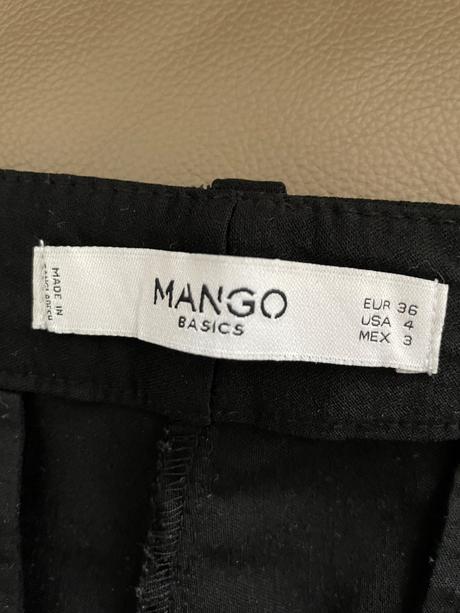 MADE IN
MANGO
BASICS
EUR 36
USA 4
MEX 3